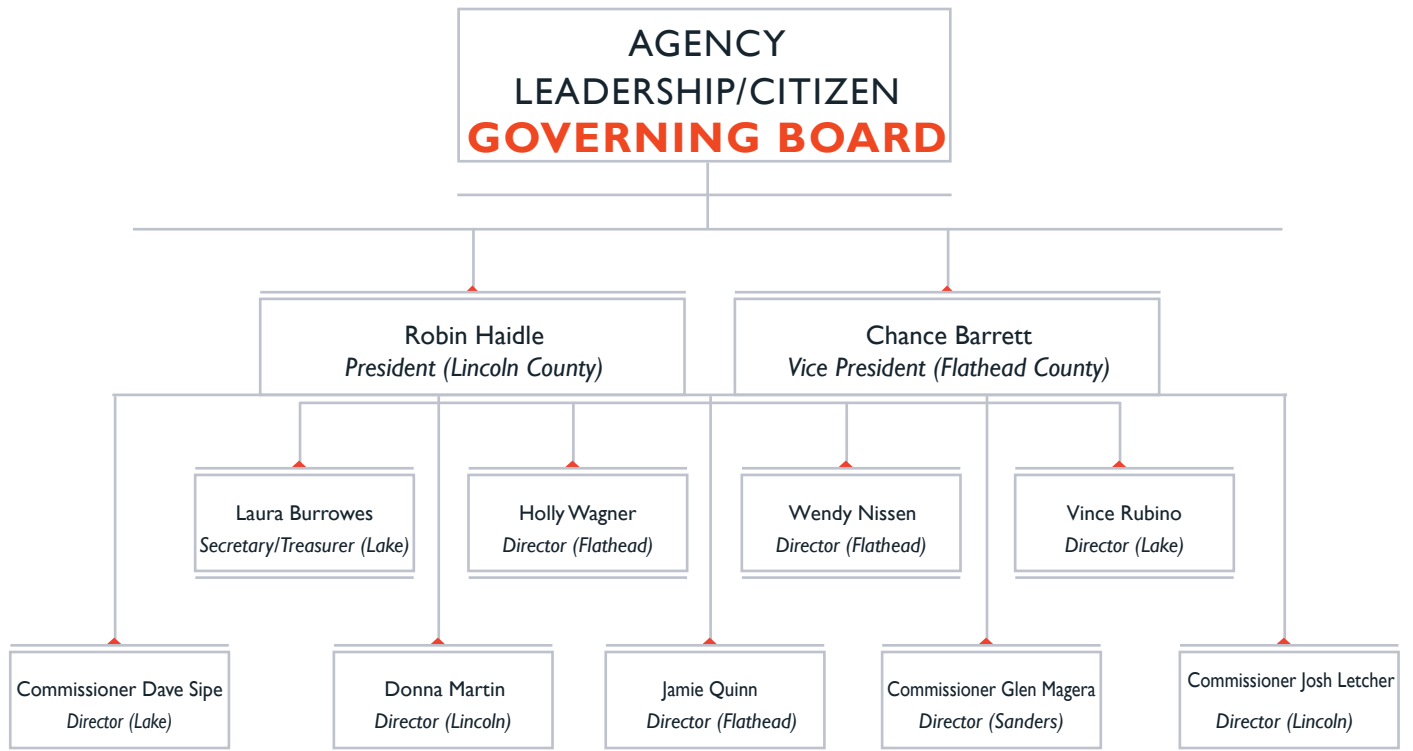 AGENCY
LEADERSHIP/CITIZEN
GOVERNING BOARD
Robin Haidle
President (Lincoln County)
Chance Barrett
Vice President (Flathead County)
Laura Burrowes
Secretary/Treasurer (Lake)
Holly Wagner
Director (Flathead)
Wendy Nissen
Director (Flathead)
Vince Rubino
Director (Lake)
Commissioner Dave Sipe
Director (Lake)
Donna Martin
Director (Lincoln)
Jamie Quinn
Director (Flathead)
Commissioner Glen Magera
Director (Sanders)
Commissioner Josh Letcher
Director (Lincoln)